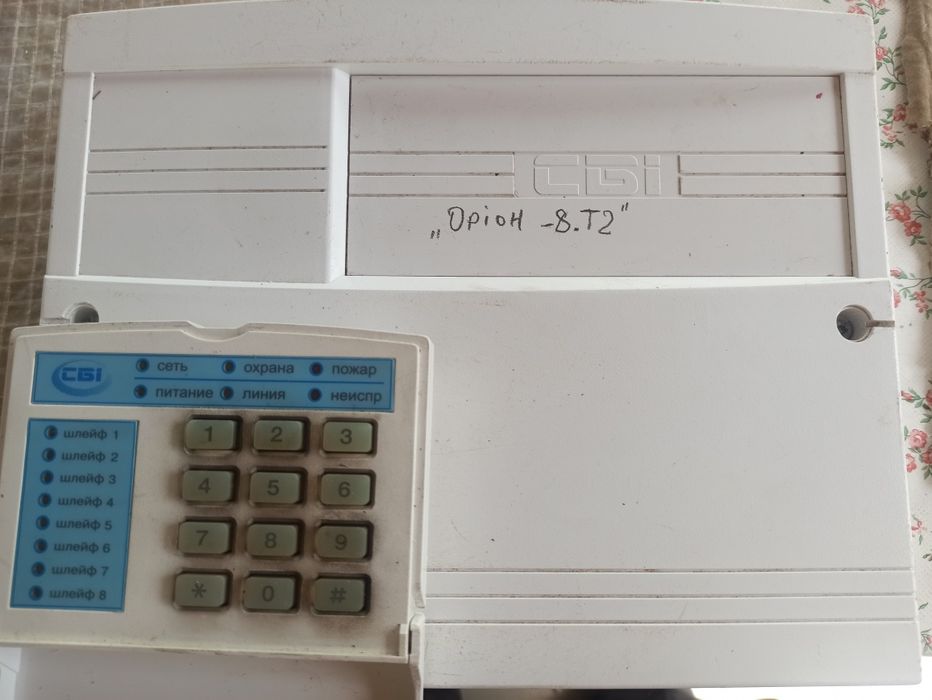 СБі
„Оріон -8.Т2"
СБі
сеть охрана пожар
питание линия неиспр
шлейф 1
шлейф 2
шлейф 3
шлейф 4
шлейф 5
шлейф 6
шлейф 7
шлейф 8
1 2 3
4 5 6
7 8 9
* 0 #